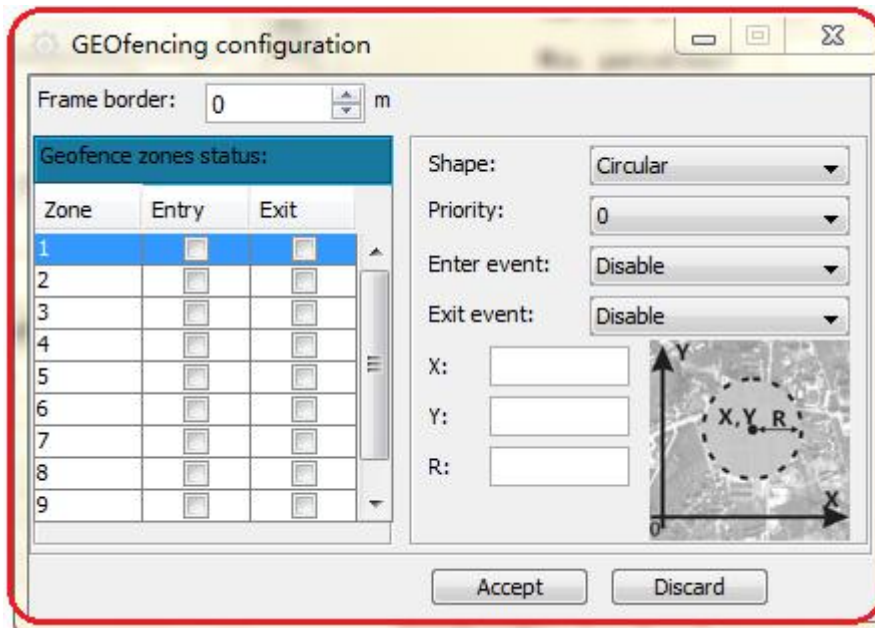 GEOfencing configuration
Frame border: 0 m
Geofence zones status:
Zone Entry Exit
1
2
3
4
5
6
7
8
9
Shape: Circular
Priority: 0
Enter event: Disable
Exit event: Disable
X:
Y:
R:
Y
X,Y R
X
0
Accept Discard